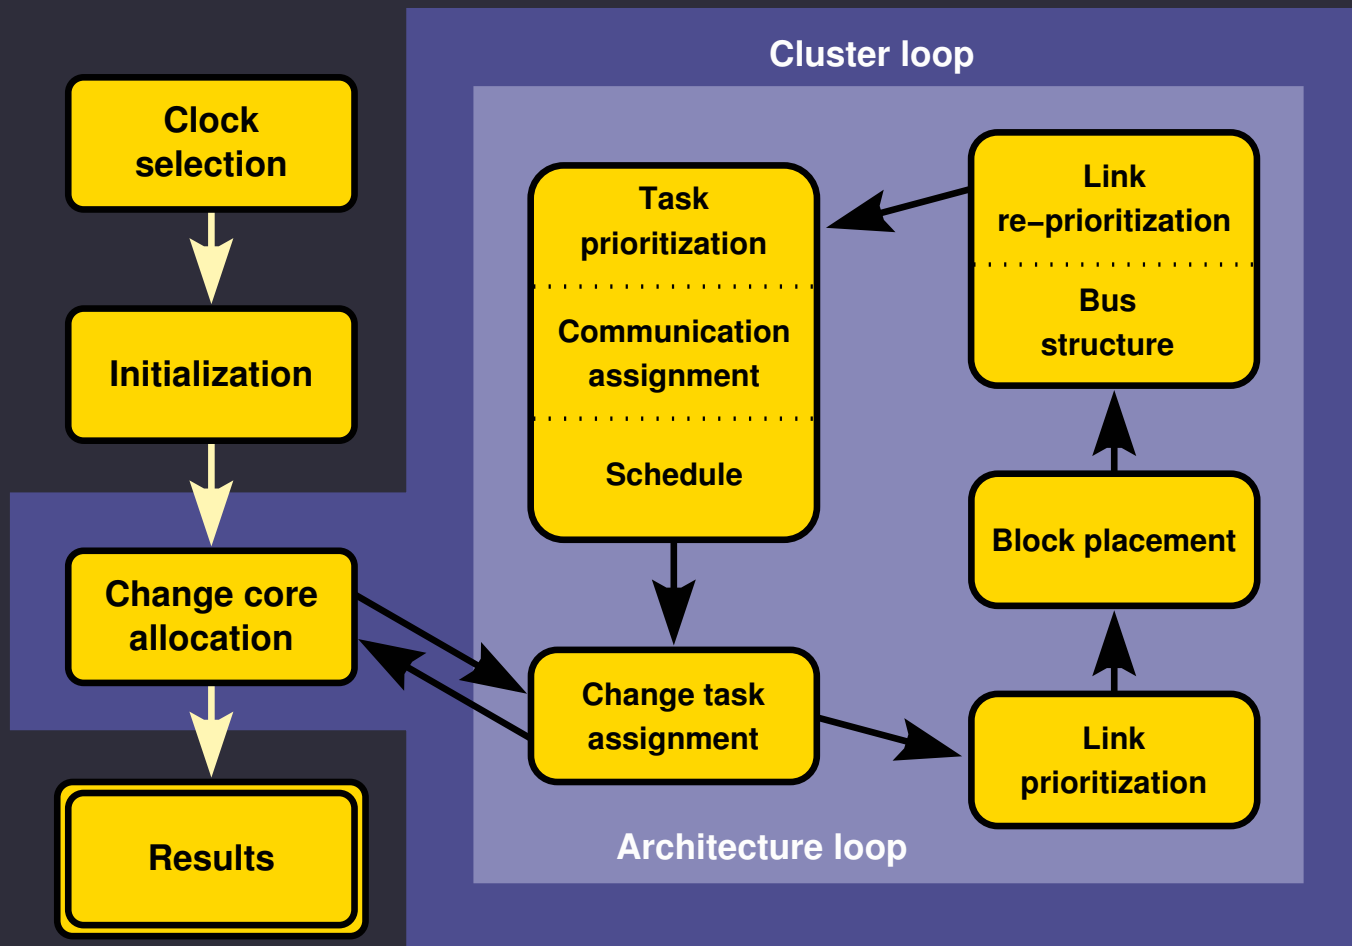 Cluster loop
Clock
selection
Initialization
Change core
allocation
Results
Task
prioritization
Communication
assignment
Schedule
Change task
assignment
Link
re−prioritization
Bus
structure
Block placement
Link
prioritization
Architecture loop